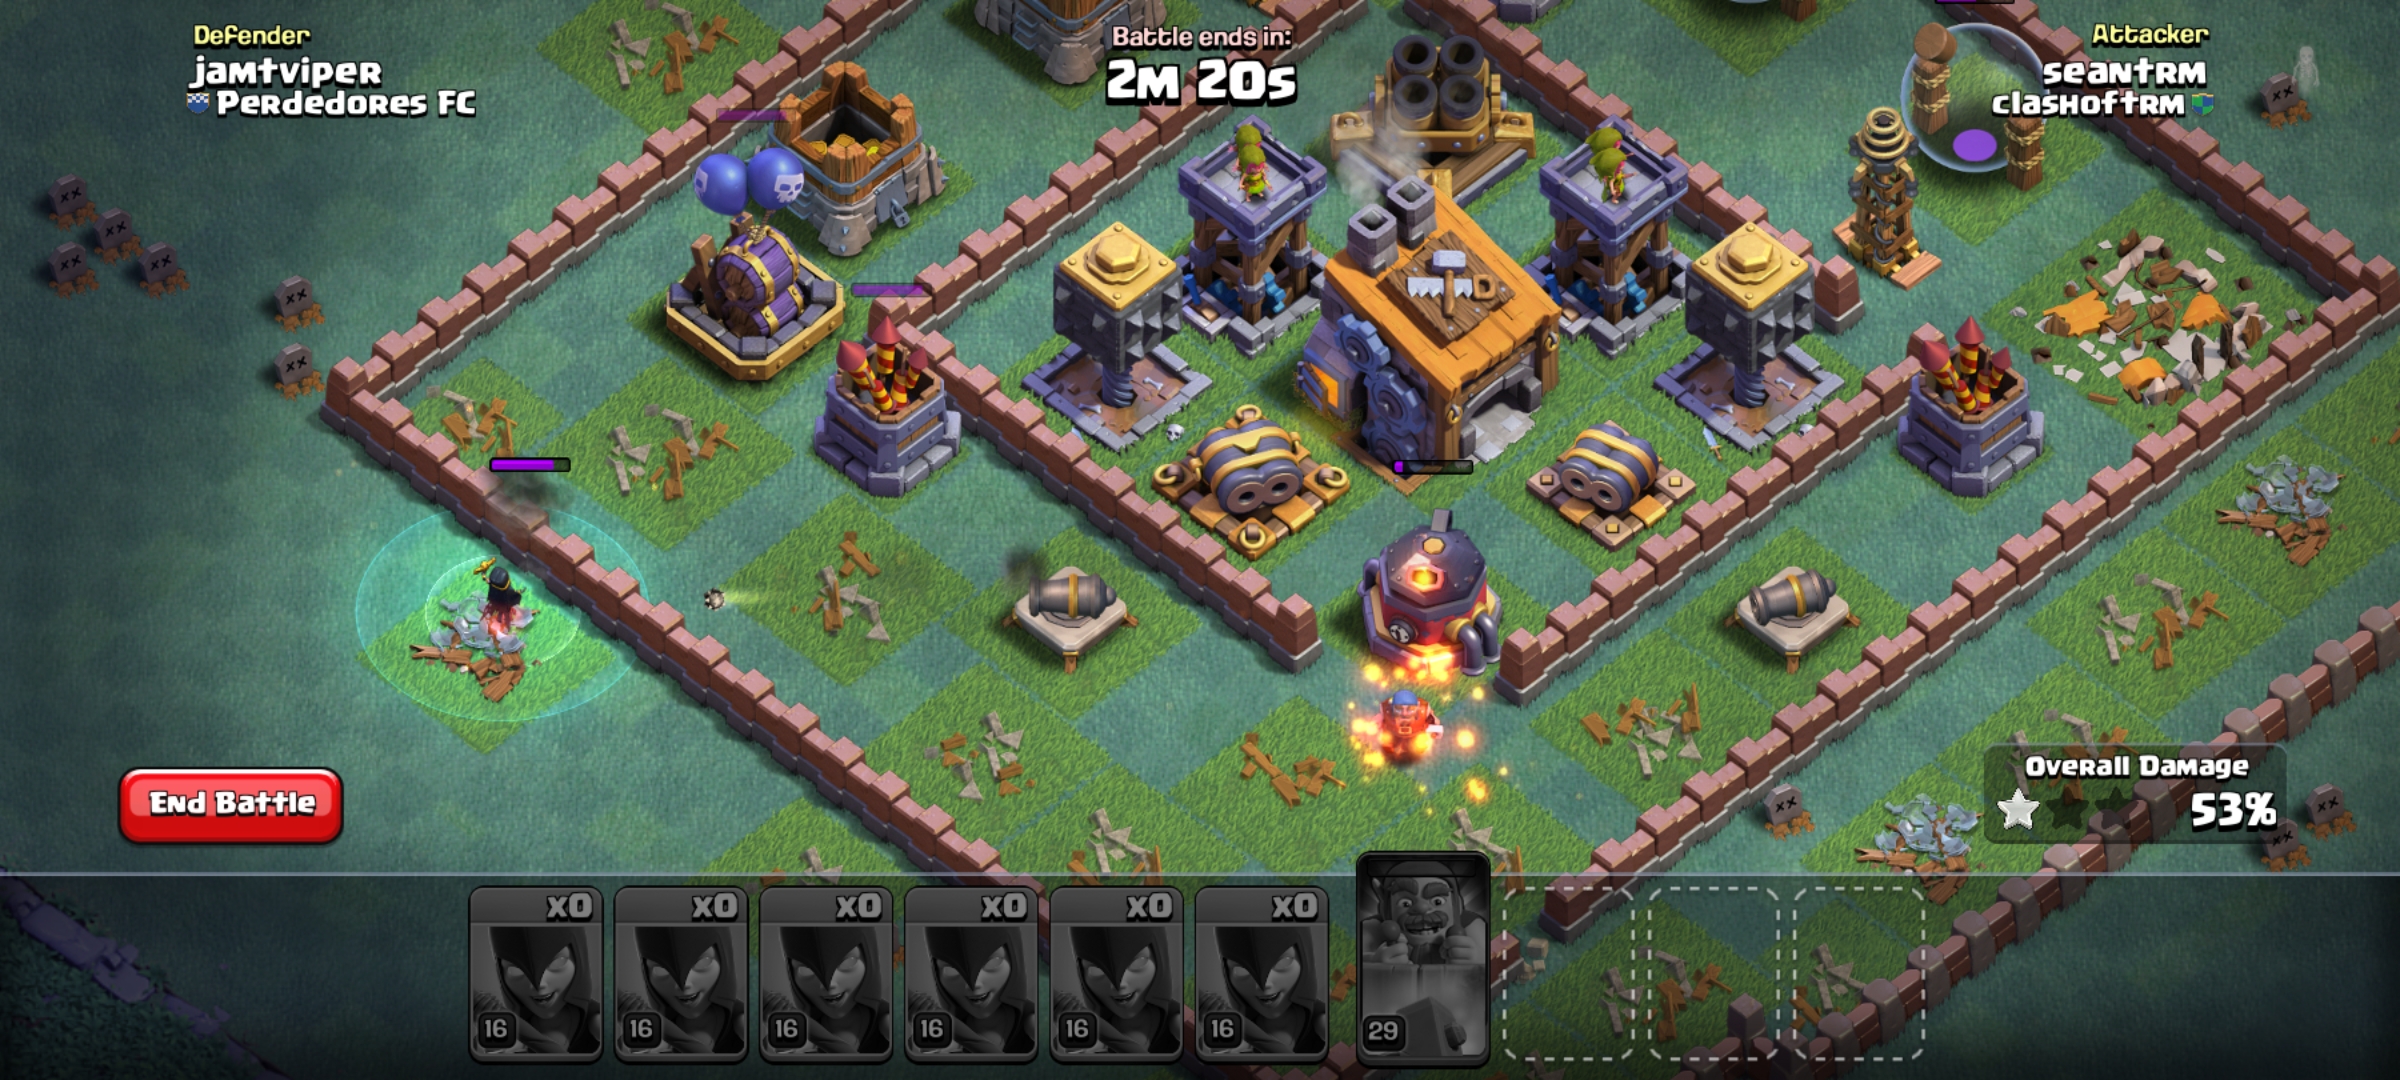 Defender
jamtviper
Perdedores FC
Battle ends in:
2M 20s
Attacker
seantrm
clashoftrm
End Battle
Overall Damage
53%
x0
x0
x0
x0
x0
x0
16
16
16
16
16
16
29